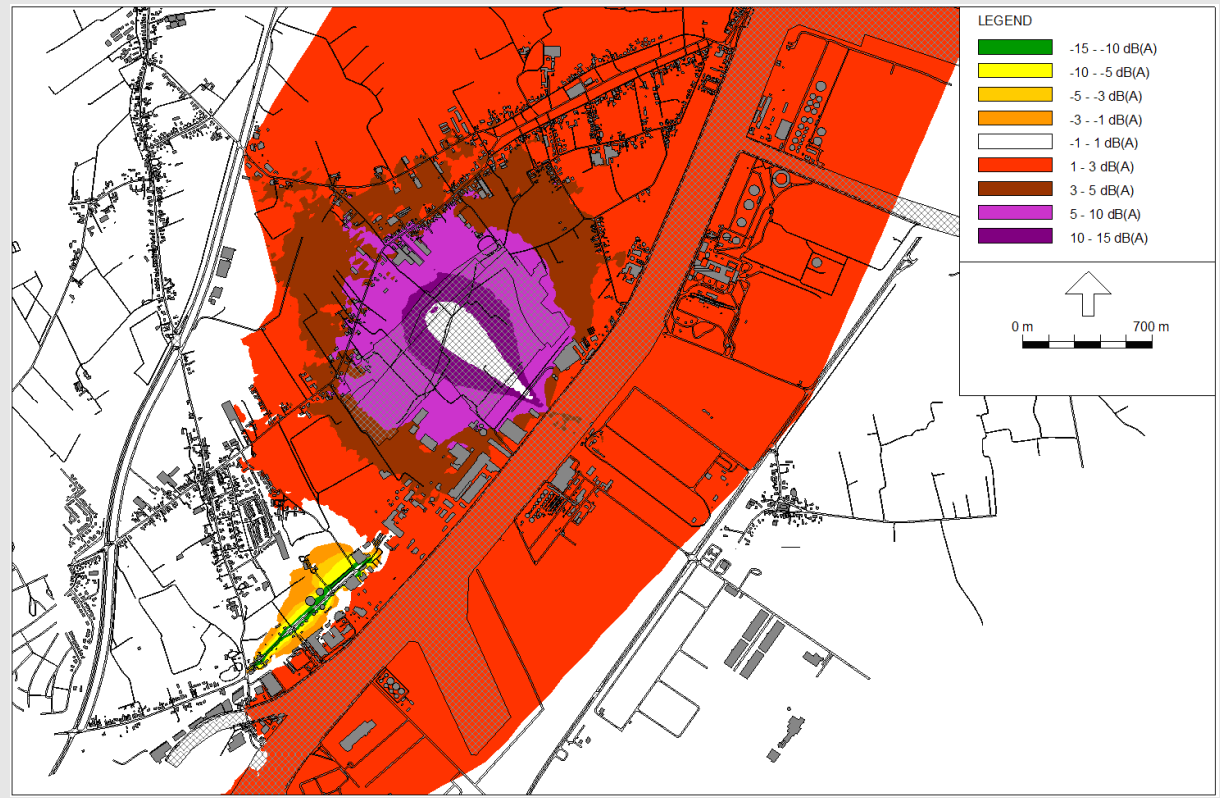 LEGEND
-15 - -10 dB(A)
-10 - -5 dB(A)
-5 - -3 dB(A)
-3 - -1 dB(A)
-1 - 1 dB(A)
1 - 3 dB(A)
3 - 5 dB(A)
5 - 10 dB(A)
10 - 15 dB(A)
0 m 700 m